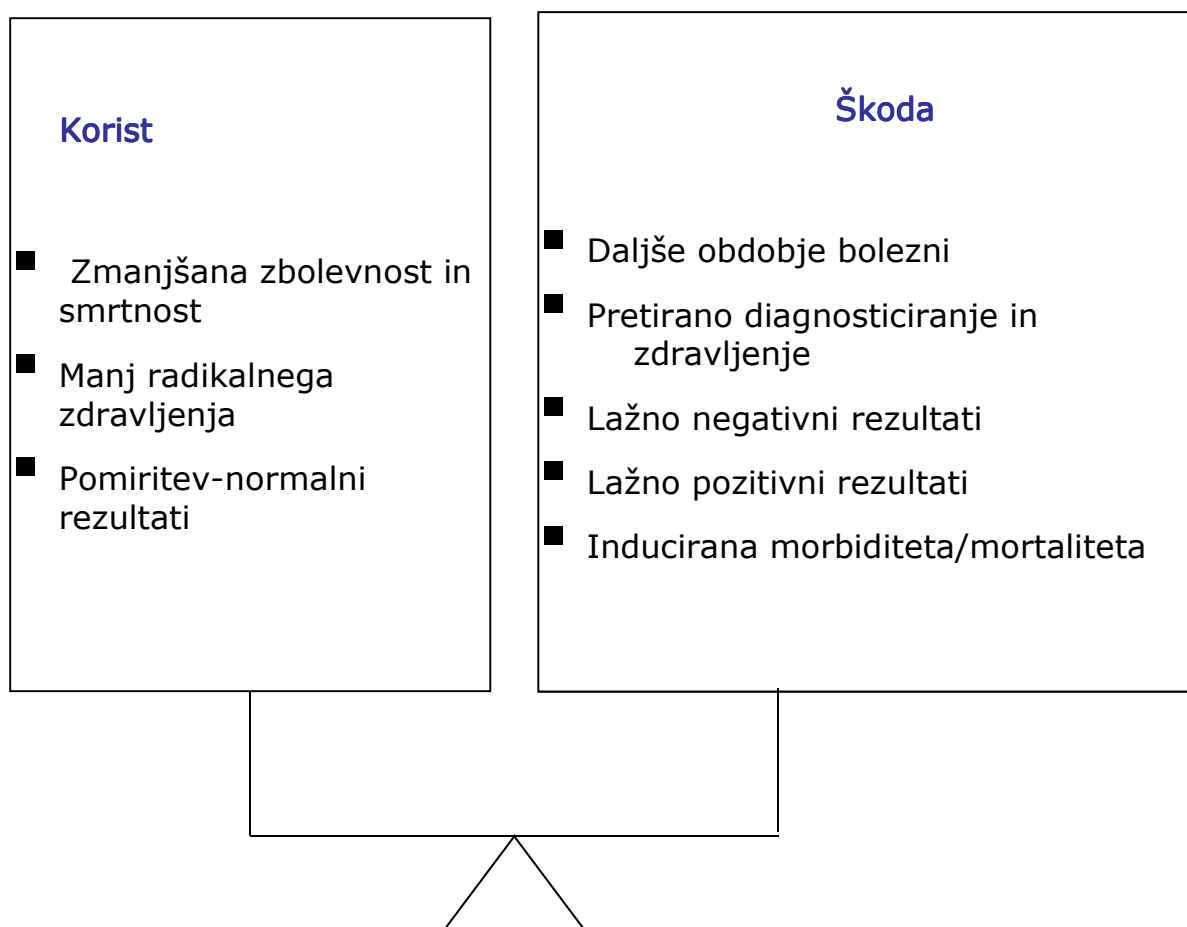 Korist
Zmanjšana zbolevnost in
smrtnost
Manj radikalnega
zdravljenja
Pomiritev-normalni
rezultati
Škoda
Daljše obdobje bolezni
Pretirano diagnosticiranje in
zdravljenje
Lažno negativni rezultati
Lažno pozitivni rezultati
Inducirana morbiditeta/mortaliteta